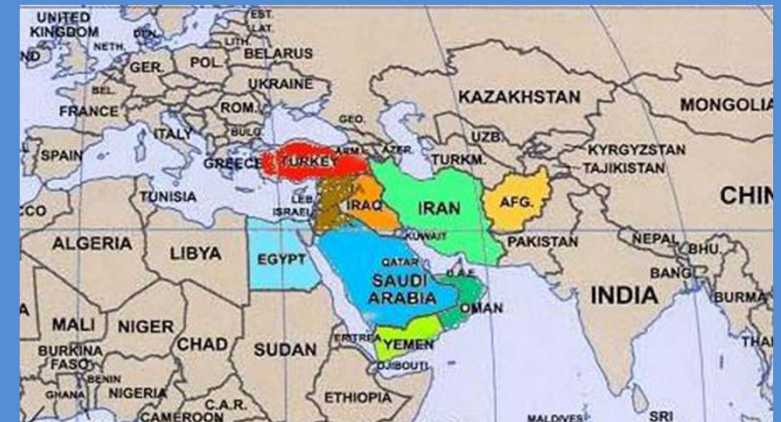 UNITED
KINGDOM
DEN.
EST.
LAT.
LITH.
NETH.
BELARUS
ND
GER.
POL.
BEL.
UKRAINE
KAZAKHSTAN
MONGOLIA
FRANCE
ROM.
ITALY
BULG.
GEO.
UZB.
KYRGYZSTAN
SPAIN
GREECE
TURKEY
ARM.
AZER.
TURKM.
TAJIKISTAN
TUNISIA
LEB.
ISRAEL
IRAQ
IRAN
AFG.
CHIN
CCO
KUWAIT
PAKISTAN
NEPAL
BHU.
ALGERIA
LIBYA
EGYPT
QATAR
U.A.E.
BANG.
SAUDI
ARABIA
INDIA
BURMA
OMAN
A
MALI
NIGER
CHAD
SUDAN
ERITREA
YEMEN
THA
BURKINA
FASO
DJIBOUTI
BENIN
GHANA
NIGERIA
ETHIOPIA
C.A.R.
CAMEROON
MALDIVES
SRI